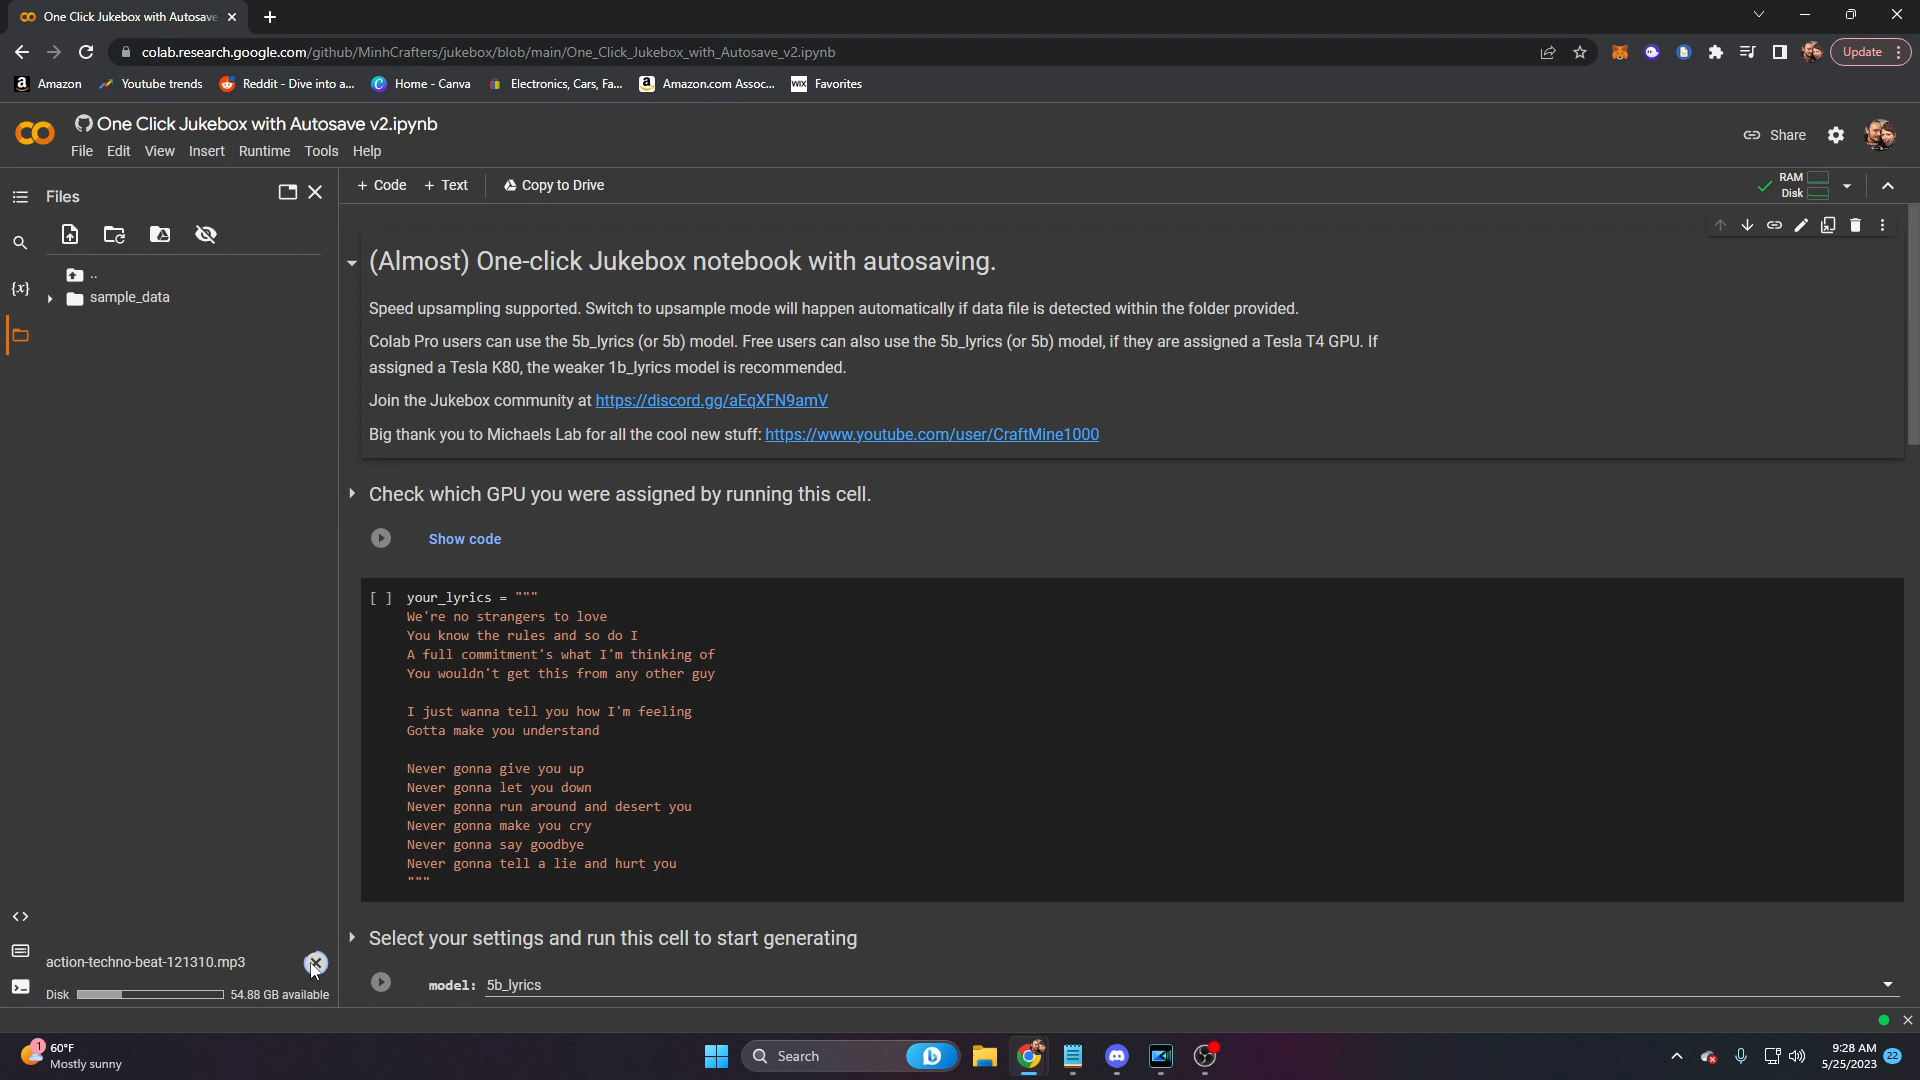 One Click Jukebox with Autosave
colab.research.google.com/github/MinhCrafters/jukebox/blob/main/One_Click_Jukebox_with_Autosave_v2.ipynb
Update
Amazon
Youtube trends
Reddit - Dive into a...
Home - Canva
Electronics, Cars, Fa...
Amazon.com Assoc...
WIX
Favorites
One Click Jukebox with Autosave v2.ipynb
File Edit View Insert Runtime Tools Help
Share
Files
+ Code + Text
Copy to Drive
RAM
Disk
..
sample_data
{x}
(Almost) One-click Jukebox notebook with autosaving.
Speed upsampling supported. Switch to upsample mode will happen automatically if data file is detected within the folder provided.
Colab Pro users can use the 5b_lyrics (or 5b) model. Free users can also use the 5b_lyrics (or 5b) model, if they are assigned a Tesla T4 GPU. If
assigned a Tesla K80, the weaker 1b_lyrics model is recommended.
Join the Jukebox community at https://discord.gg/aEqXFN9amV
Big thank you to Michaels Lab for all the cool new stuff: https://www.youtube.com/user/CraftMine1000
Check which GPU you were assigned by running this cell.
Show code
[ ] your_lyrics = """
We're no strangers to love
You know the rules and so do I
A full commitment's what I'm thinking of
You wouldn't get this from any other guy
I just wanna tell you how I'm feeling
Gotta make you understand
Never gonna give you up
Never gonna let you down
Never gonna run around and desert you
Never gonna make you cry
Never gonna say goodbye
Never gonna tell a lie and hurt you
"""
Select your settings and run this cell to start generating
model: 5b_lyrics
action-techno-beat-121310.mp3
Disk 54.88 GB available
1
60°F
Mostly sunny
Search
9:28 AM
5/25/2023
22